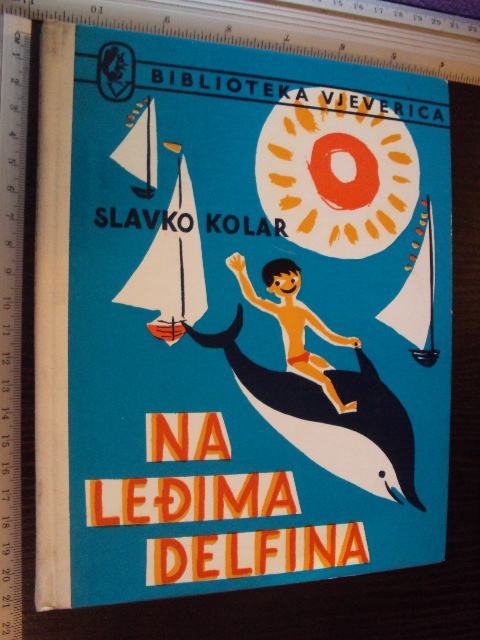 BIBLIOTEKA VJEVERICA
SLAVKO KOLAR
NA
LEĐIMA
DELFINA